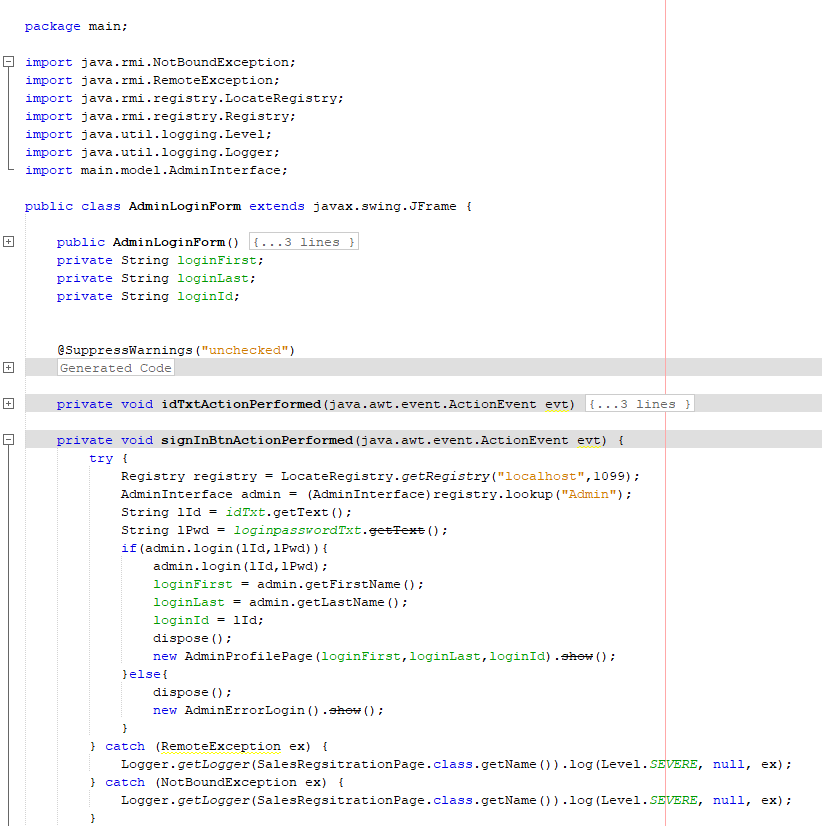 package main;
import java.rmi.NotBoundException;
import java.rmi.RemoteException;
import java.rmi.registry.LocateRegistry;
import java.rmi.registry.Registry;
import java.util.logging.Level;
import java.util.logging.Logger;
import main.model.AdminInterface;
public class AdminLoginForm extends javax.swing.JFrame {
public AdminLoginForm() {...3 lines }
private String loginFirst;
private String loginLast;
private String loginId;
@SuppressWarnings("unchecked")
Generated Code
private void idTxtActionPerformed(java.awt.event.ActionEvent evt) {...3 lines }
private void signInBtnActionPerformed(java.awt.event.ActionEvent evt) {
try {
Registry registry = LocateRegistry.getRegistry("localhost",1099);
AdminInterface admin = (AdminInterface)registry.lookup("Admin");
String lId = idTxt.getText();
String lPwd = loginpasswordTxt.getText();
if(admin.login(lId,lPwd)){
admin.login(lId,lPwd);
loginFirst = admin.getFirstName();
loginLast = admin.getLastName();
loginId = lId;
dispose();
new AdminProfilePage(loginFirst,loginLast,loginId).show();
}else{
dispose();
new AdminErrorLogin().show();
}
} catch (RemoteException ex) {
Logger.getLogger(SalesRegsitrationPage.class.getName()).log(Level.SEVERE, null, ex);
} catch (NotBoundException ex) {
Logger.getLogger(SalesRegsitrationPage.class.getName()).log(Level.SEVERE, null, ex);
}